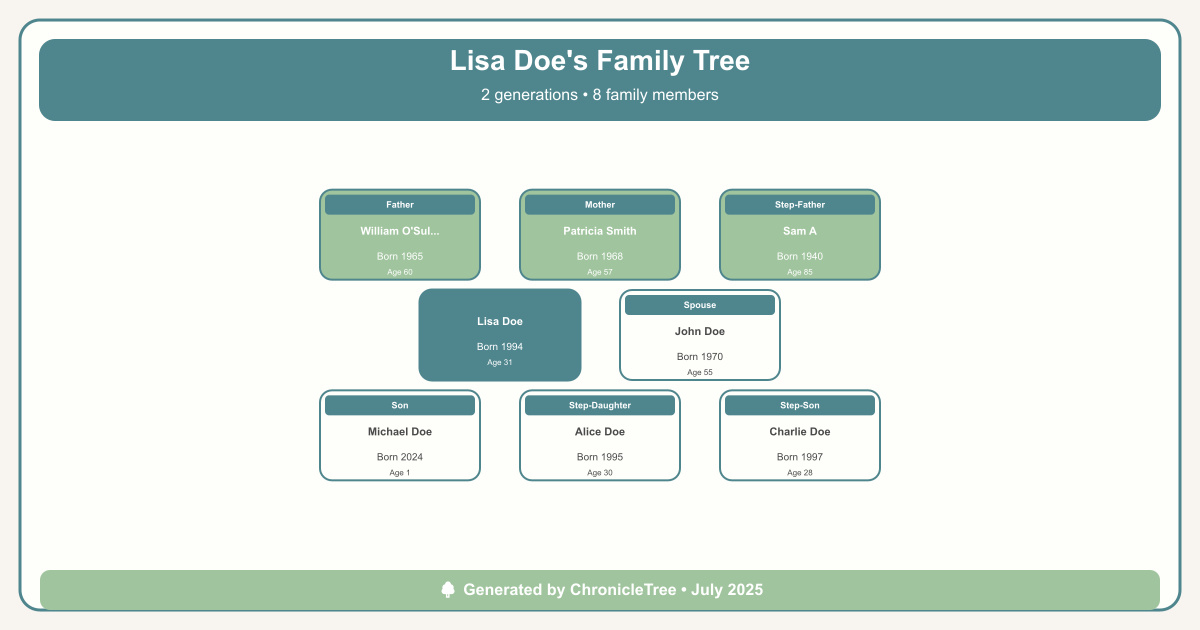 Lisa Doe's Family Tree
2 generations • 8 family members
Father
William O'Sul...
Born 1965
Age 60
Mother
Patricia Smith
Born 1968
Age 57
Step-Father
Sam A
Born 1940
Age 85
Lisa Doe
Born 1994
Age 31
Spouse
John Doe
Born 1970
Age 55
Son
Michael Doe
Born 2024
Age 1
Step-Daughter
Alice Doe
Born 1995
Age 30
Step-Son
Charlie Doe
Born 1997
Age 28
Generated by ChronicleTree • July 2025